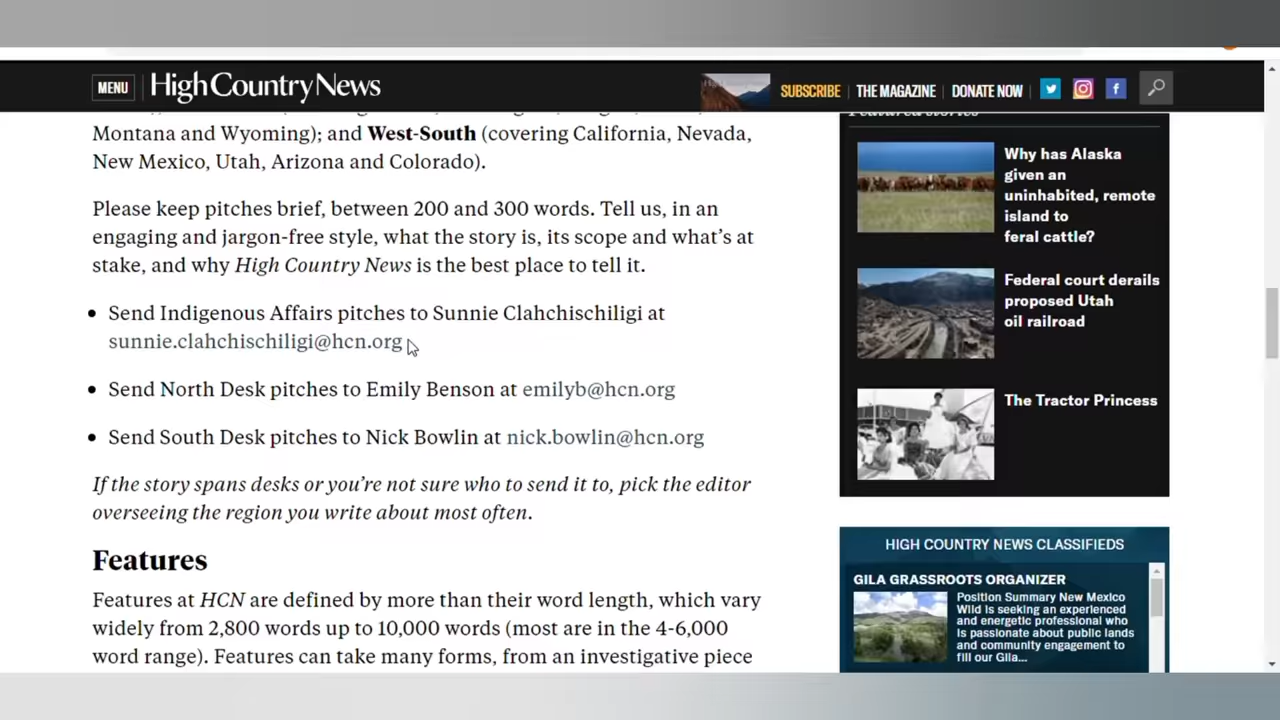 MENU
High Country News
SUBSCRIBE
THE MAGAZINE
DONATE NOW
Montana and Wyoming); and West-South (covering California, Nevada,
New Mexico, Utah, Arizona and Colorado).
Please keep pitches brief, between 200 and 300 words. Tell us, in an
engaging and jargon-free style, what the story is, its scope and what’s at
stake, and why High Country News is the best place to tell it.
Send Indigenous Affairs pitches to Sunnie Clahchischiligi at
sunnie.clahchischiligi@hcn.org
Send North Desk pitches to Emily Benson at emilyb@hcn.org
Send South Desk pitches to Nick Bowlin at nick.bowlin@hcn.org
If the story spans desks or you’re not sure who to send it to, pick the editor
overseeing the region you write about most often.
Features
Features at HCN are defined by more than their word length, which vary
widely from 2,800 words up to 10,000 words (most are in the 4-6,000
word range). Features can take many forms, from an investigative piece
Featured stories
Why has Alaska
given an
uninhabited, remote
island to
feral cattle?
Federal court derails
proposed Utah
oil railroad
The Tractor Princess
HIGH COUNTRY NEWS CLASSIFIEDS
GILA GRASSROOTS ORGANIZER
Position Summary New Mexico
Wild is seeking an experienced
and energetic professional who
is passionate about public lands
and community engagement to
fill our Gila...